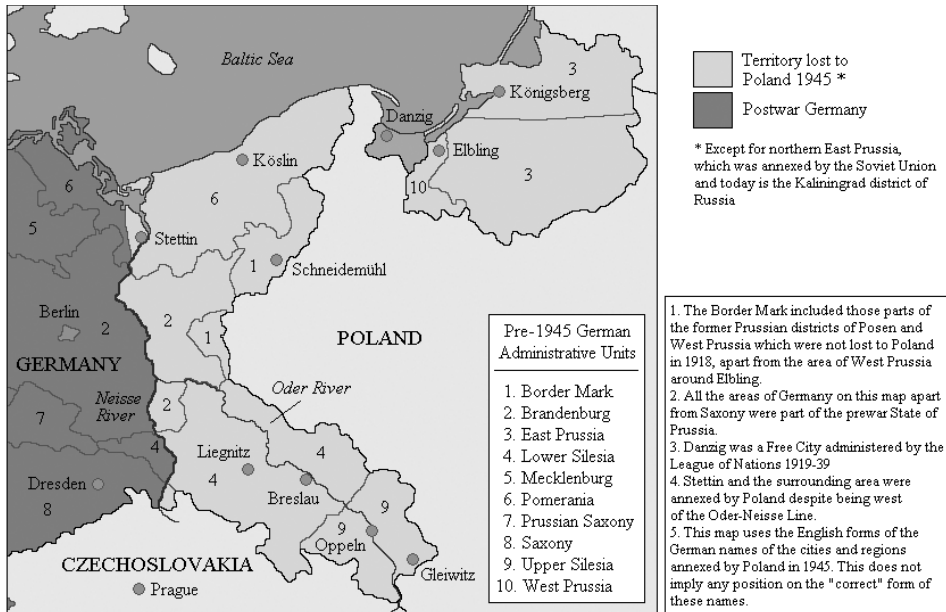 Baltic Sea
3
Königsberg
Danzig
Elbling
Köslin
10
3
6
6
5
Stettin
1
Schneidemühl
Berlin
2
2
1
POLAND
GERMANY
Neisse
River
2
Oder River
7
4
Liegnitz
4
4
Breslau
Dresden
8
9
9
Oppeln
Gleiwitz
CZECHOSLOVAKIA
Prague
Territory lost to
Poland 1945 *
Postwar Germany
* Except for northern East Prussia,
which was annexed by the Soviet Union
and today is the Kaliningrad district of
Russia
Pre-1945 German
Administrative Units
1. Border Mark
2. Brandenburg
3. East Prussia
4. Lower Silesia
5. Mecklenburg
6. Pomerania
7. Prussian Saxony
8. Saxony
9. Upper Silesia
10. West Prussia
1. The Border Mark included those parts
of the former Prussian districts of Posen and
West Prussia which were not lost to Poland
in 1918, apart from the area of West Prussia
around Elbling.
2. All the areas of Germany on this map apart
from Saxony were part of the prewar State of
Prussia.
3. Danzig was a Free City administered by the
League of Nations 1919-39
4. Stettin and the surrounding area were
annexed by Poland despite being west
of the Oder-Neisse Line.
5. This map uses the English forms of the
German names of the cities and regions
annexed by Poland in 1945. This does not
imply any position on the "correct" form of
these names.